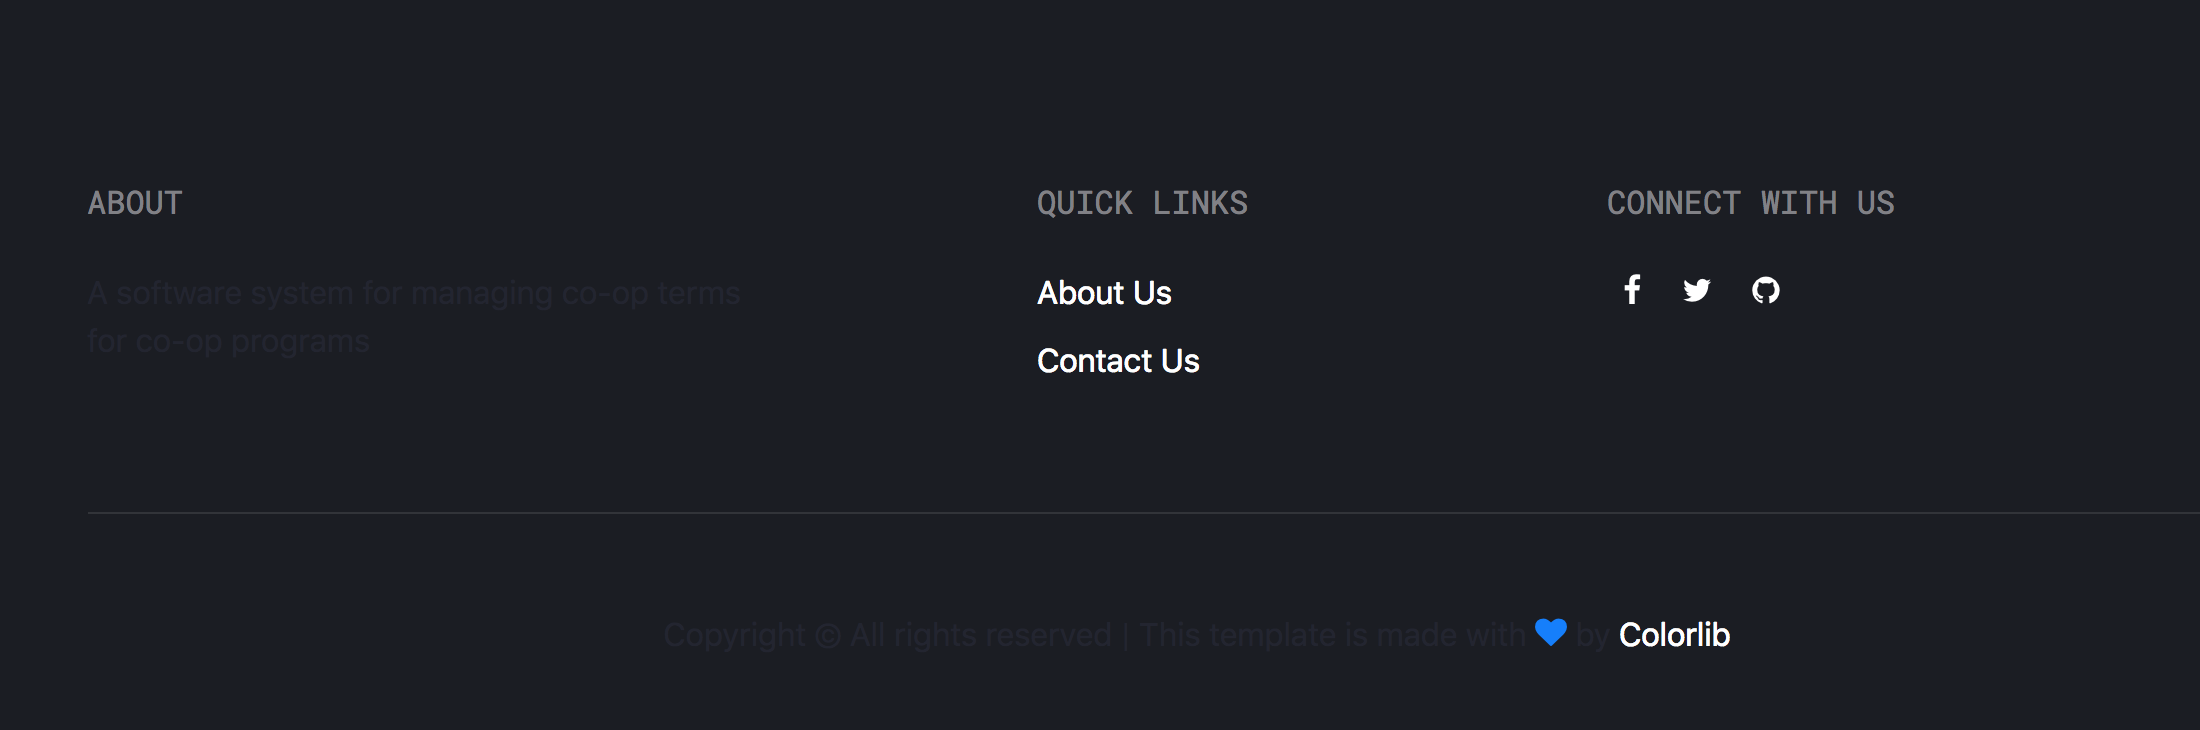 ABOUT
A software system for managing co-op terms
for co-op programs
QUICK LINKS
About Us
Contact Us
CONNECT WITH US
Copyright © All rights reserved | This template is made with by Colorlib